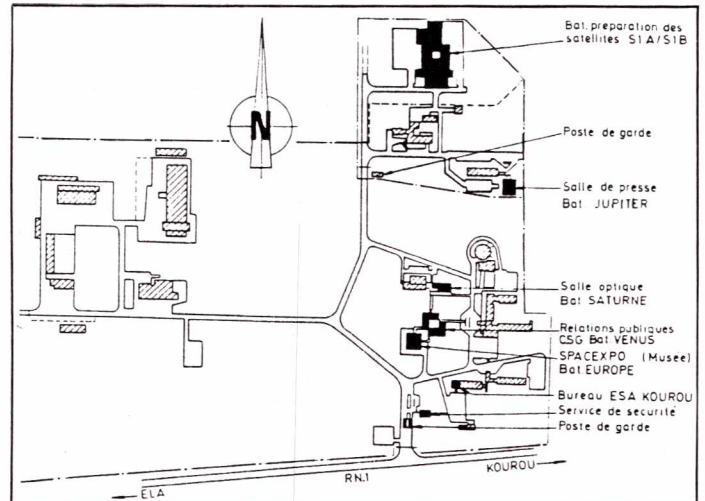 Bat. preparation des
satellites S1A/S1B
N
Poste de garde
Salle de presse
Bat. JUPITER
Salle optique
Bat SATURNE
Relations publiques
CSG Bat. VENUS
SPACEXPO (Musee)
Bat. EUROPE
Bureau ESA KOUROU
Service de securité
Poste de garde
KOUROU
RN.1
ELA